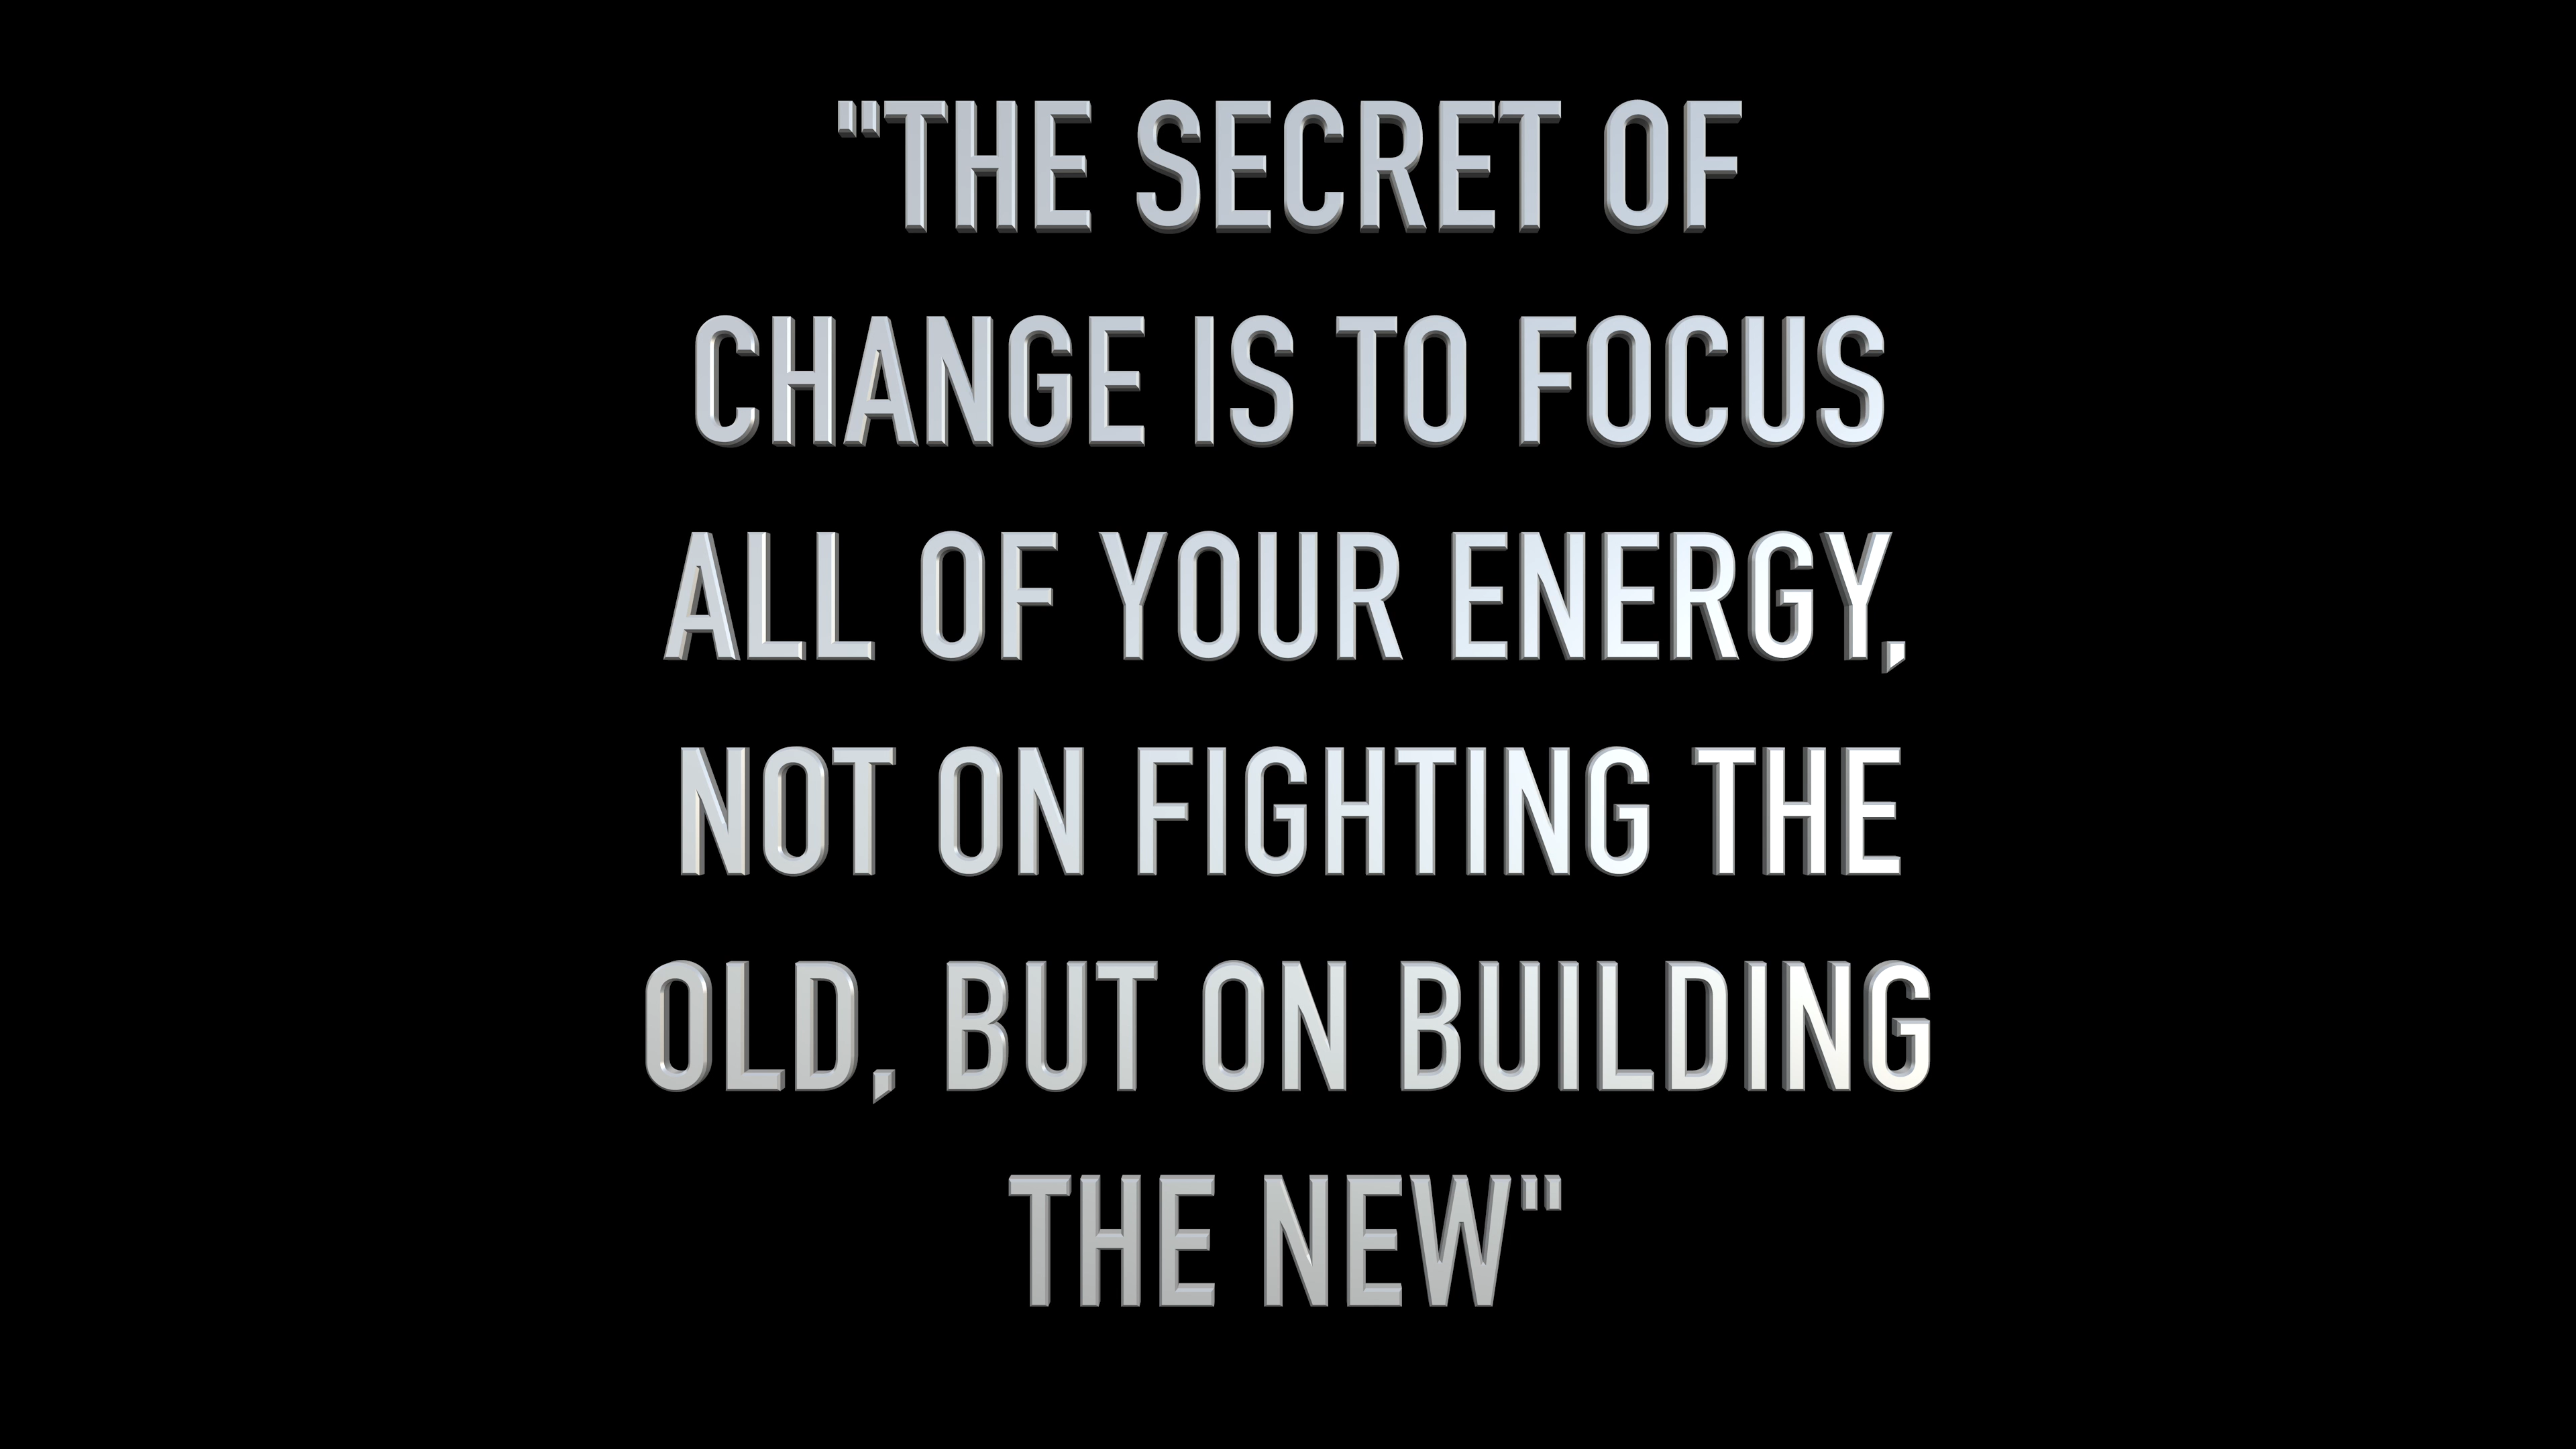 "THE SECRET OF
CHANGE IS TO FOCUS
ALL OF YOUR ENERGY,
NOT ON FIGHTING THE
OLD, BUT ON BUILDING
THE NEW"